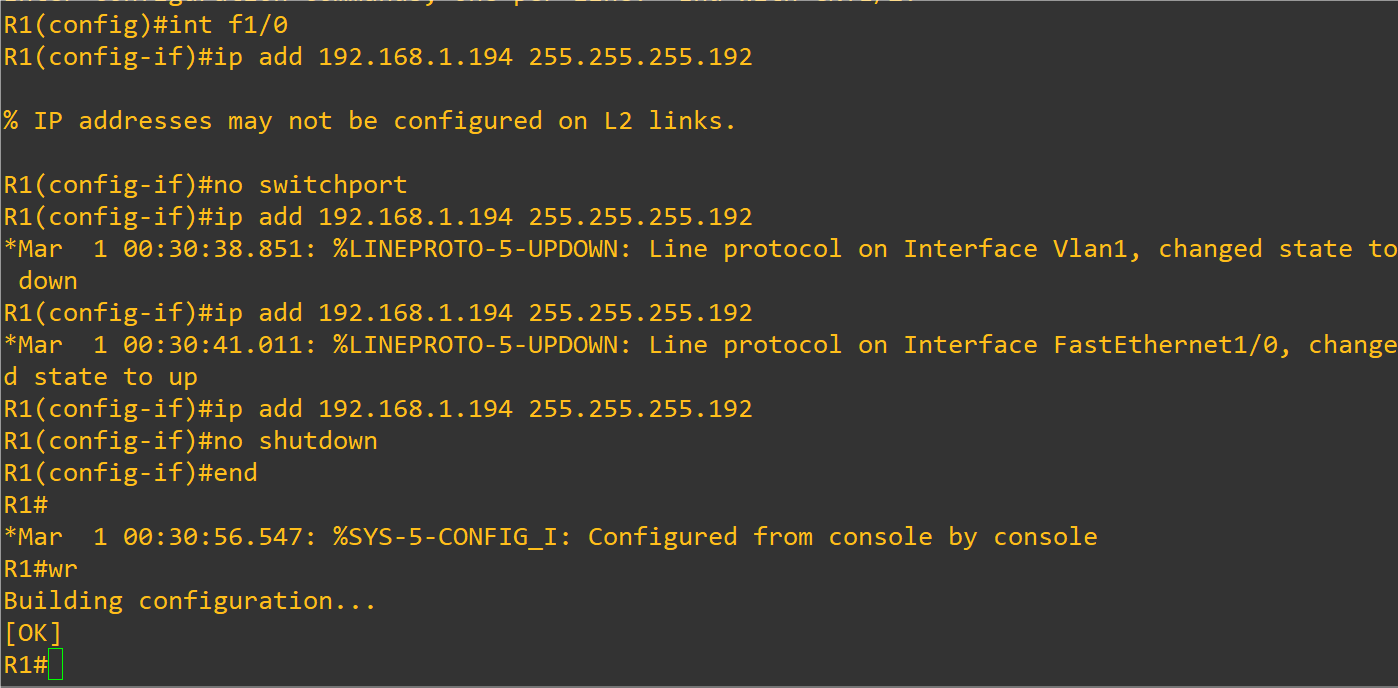 R1(config)#int f1/0
R1(config-if)#ip add 192.168.1.194 255.255.255.192
% IP addresses may not be configured on L2 links.
R1(config-if)#no switchport
R1(config-if)#ip add 192.168.1.194 255.255.255.192
*Mar  1 00:30:38.851: %LINEPROTO-5-UPDOWN: Line protocol on Interface Vlan1, changed state to
 down
R1(config-if)#ip add 192.168.1.194 255.255.255.192
*Mar  1 00:30:41.011: %LINEPROTO-5-UPDOWN: Line protocol on Interface FastEthernet1/0, change
d state to up
R1(config-if)#ip add 192.168.1.194 255.255.255.192
R1(config-if)#no shutdown
R1(config-if)#end
R1#
*Mar  1 00:30:56.547: %SYS-5-CONFIG_I: Configured from console by console
R1#wr
Building configuration...
[OK]
R1#